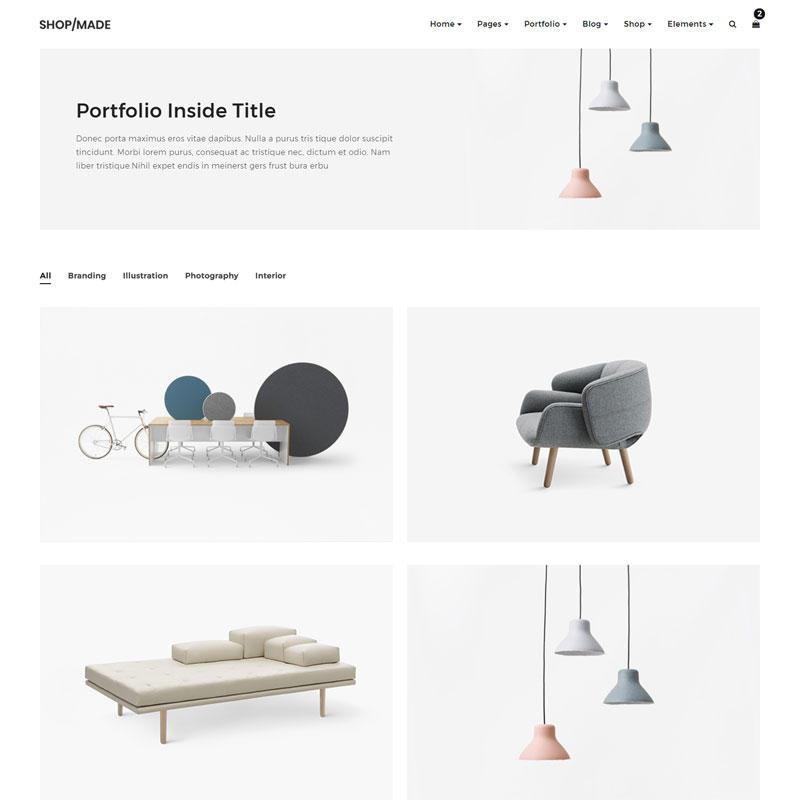 SHOP/MADE
Home Pages Portfolio Blog Shop Elements 2
Portfolio Inside Title
Donec porta maximus eros vitae dapibus. Nulla a purus tris tique dolor suscipit
tincidunt. Morbi lorem purus, consequat ac tristique nec, dictum et odio. Nam
liber tristique Nihil expet endis in meinerst gers frust bura erbu
All Branding Illustration Photography Interior